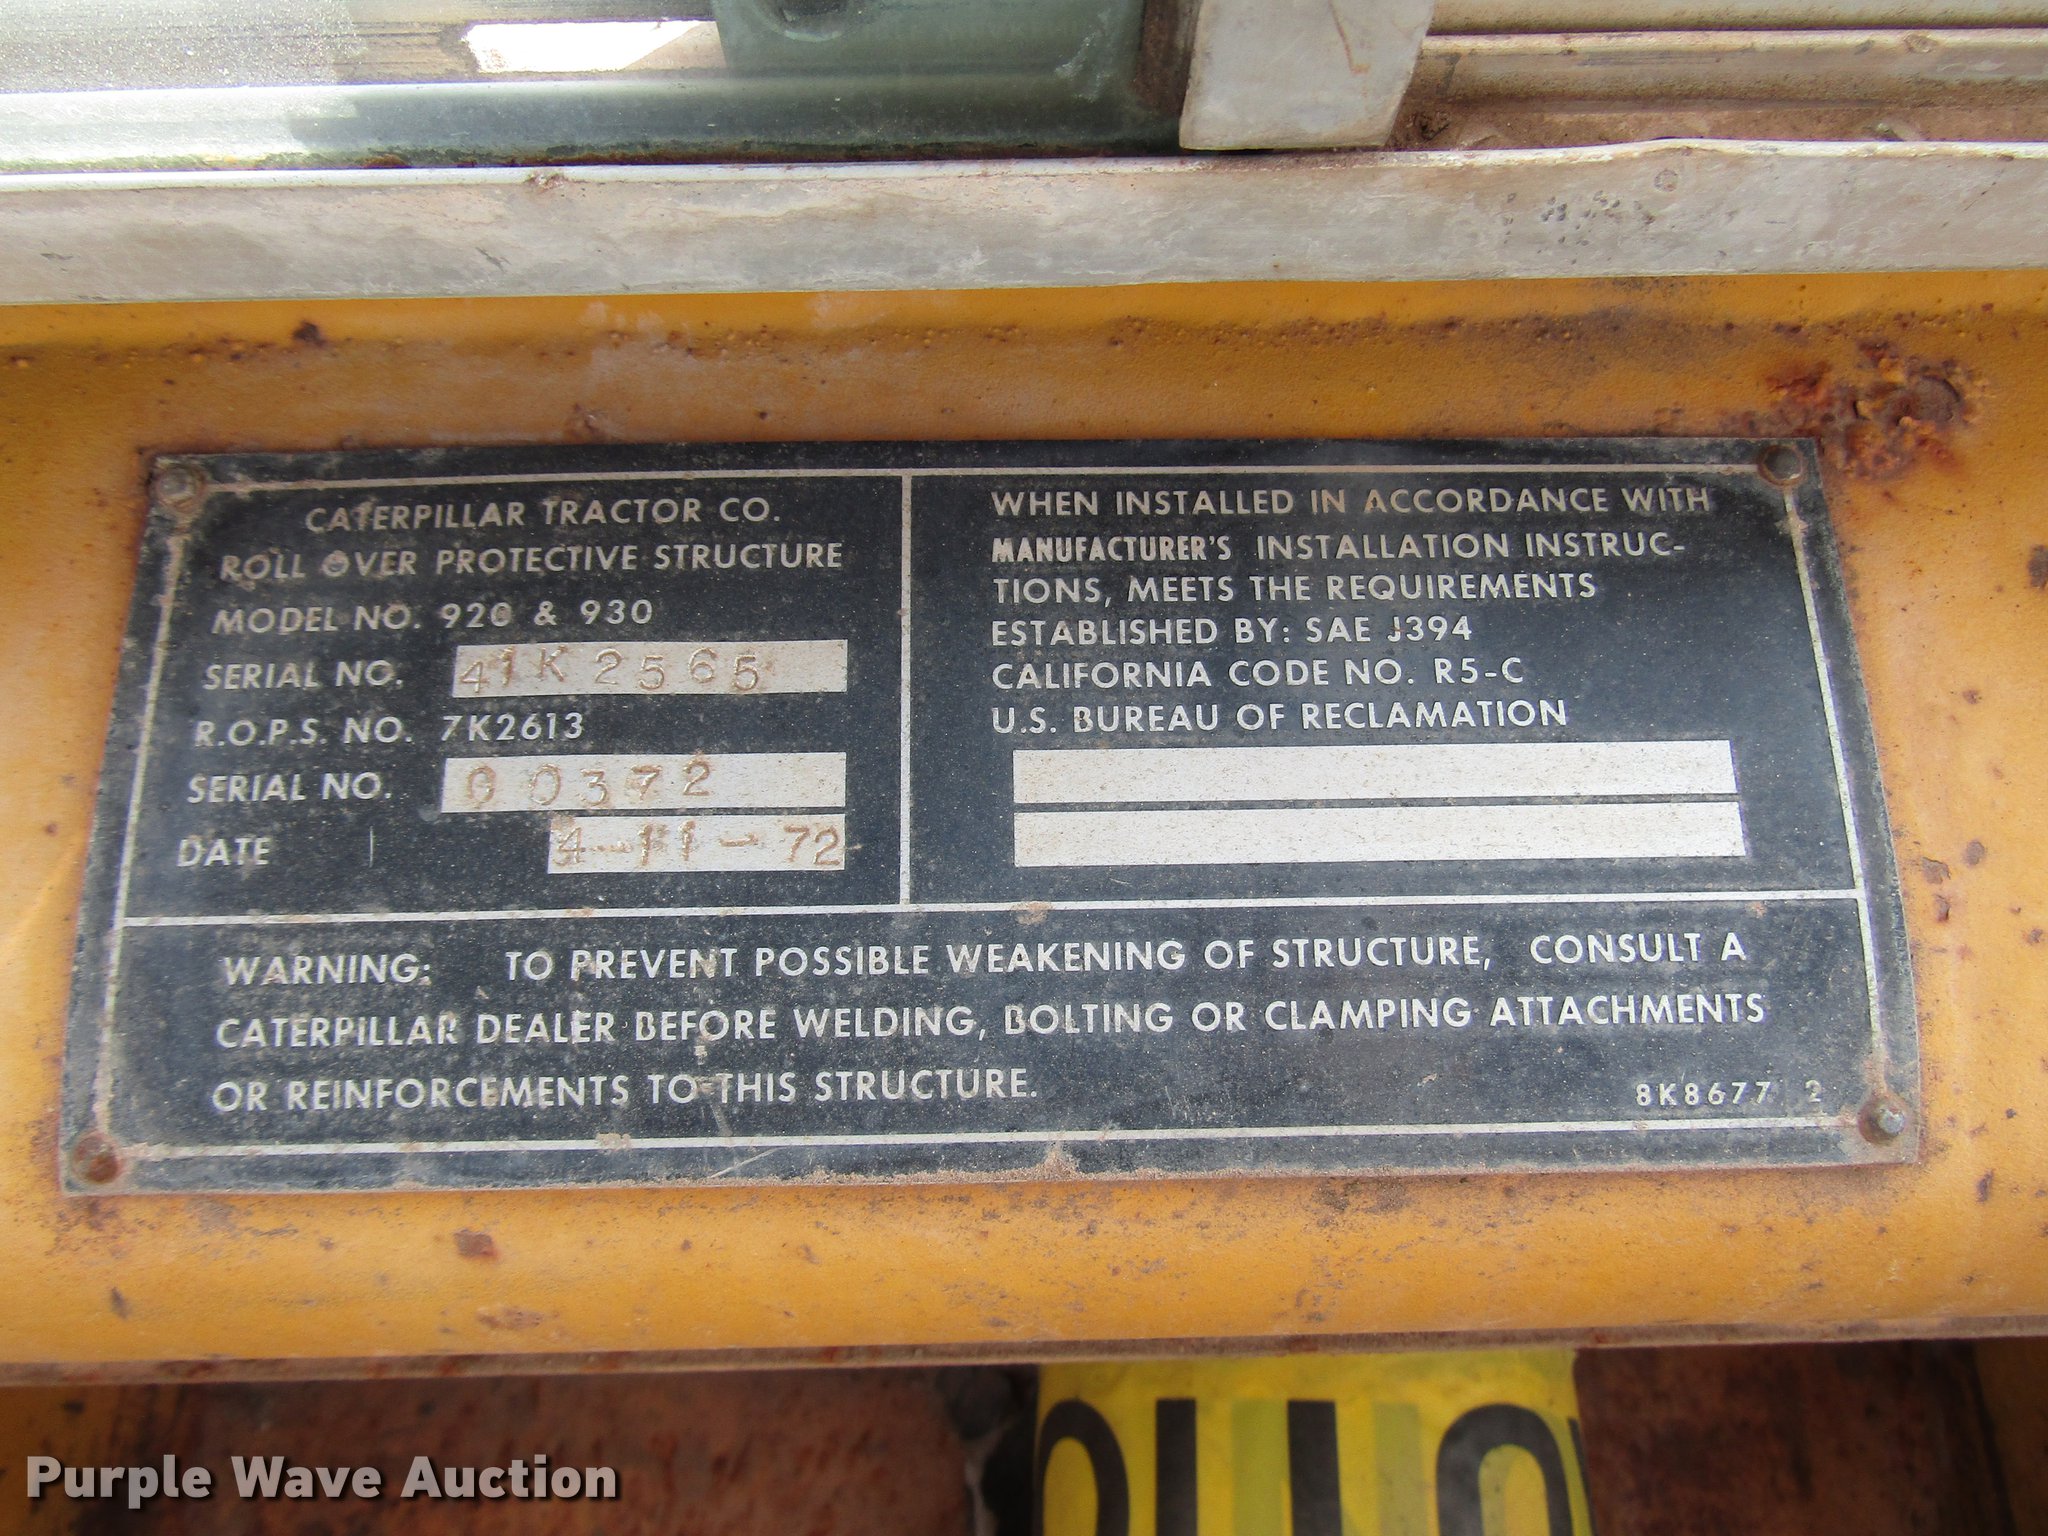 CATERPILLAR TRACTOR CO.
ROLL OVER PROTECTIVE STRUCTURE
MODEL NO. 920 & 930
SERIAL NO. 41K2565
R.O.P.S. NO. 7K2613
SERIAL NO. 00372
DATE 4-11-72
WHEN INSTALLED IN ACCORDANCE WITH
MANUFACTURER'S INSTALLATION INSTRUC-
TIONS, MEETS THE REQUIREMENTS
ESTABLISHED BY: SAE J394
CALIFORNIA CODE NO. R5-C
U.S. BUREAU OF RECLAMATION
WARNING: TO PREVENT POSSIBLE WEAKENING OF STRUCTURE, CONSULT A
CATERPILLAR DEALER BEFORE WELDING, BOLTING OR CLAMPING ATTACHMENTS
OR REINFORCEMENTS TO THIS STRUCTURE.
8K8677 2
Purple Wave Auction